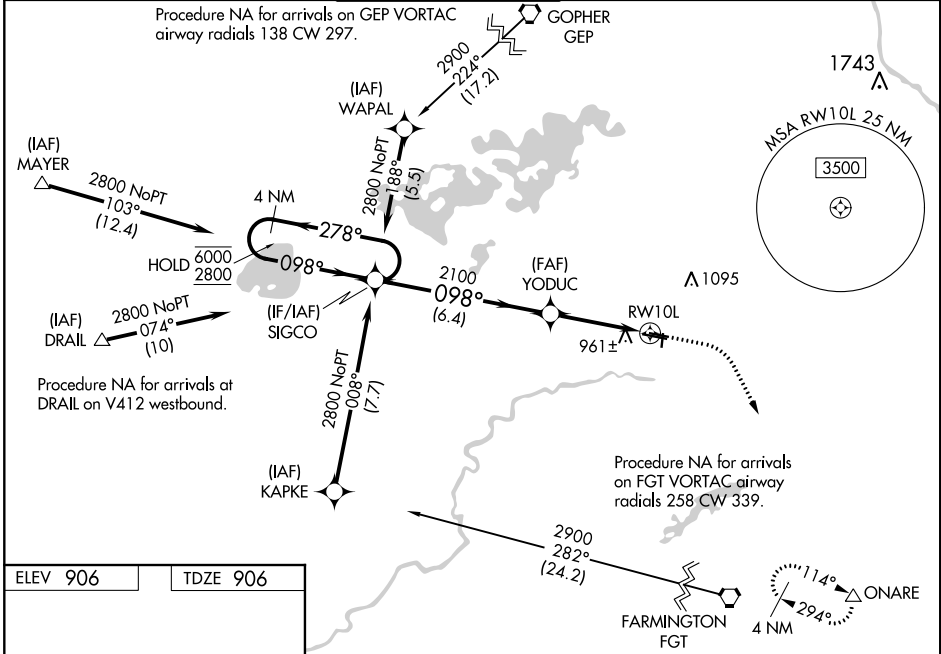 Procedure NA for arrivals on GEP VORTAC
airway radials 138 CW 297.
GOPHER
GEP
2900
224°
(17.2)
1743
(IAF)
WAPAL
MSA RW10L 25 NM
3500
(IAF)
MAYER
2800 NoPT
103°
(12.4)
2800 NoPT
188°
(5.5)
4 NM
278°
HOLD
6000
2800
098°
2100
098°
(6.4)
(FAF)
YODUC
1095
(IF/IAF)
SIGCO
RW10L
961±
(IAF)
DRAIL
2800 NoPT
074°
(10)
Procedure NA for arrivals at
DRAIL on V412 westbound.
2800 NoPT
008°
(7.7)
(IAF)
KAPKE
Procedure NA for arrivals
on FGT VORTAC airway
radials 258 CW 339.
2900
282°
(24.2)
FARMINGTON
FGT
114°
294°
4 NM
ONARE
ELEV 906
TDZE 906